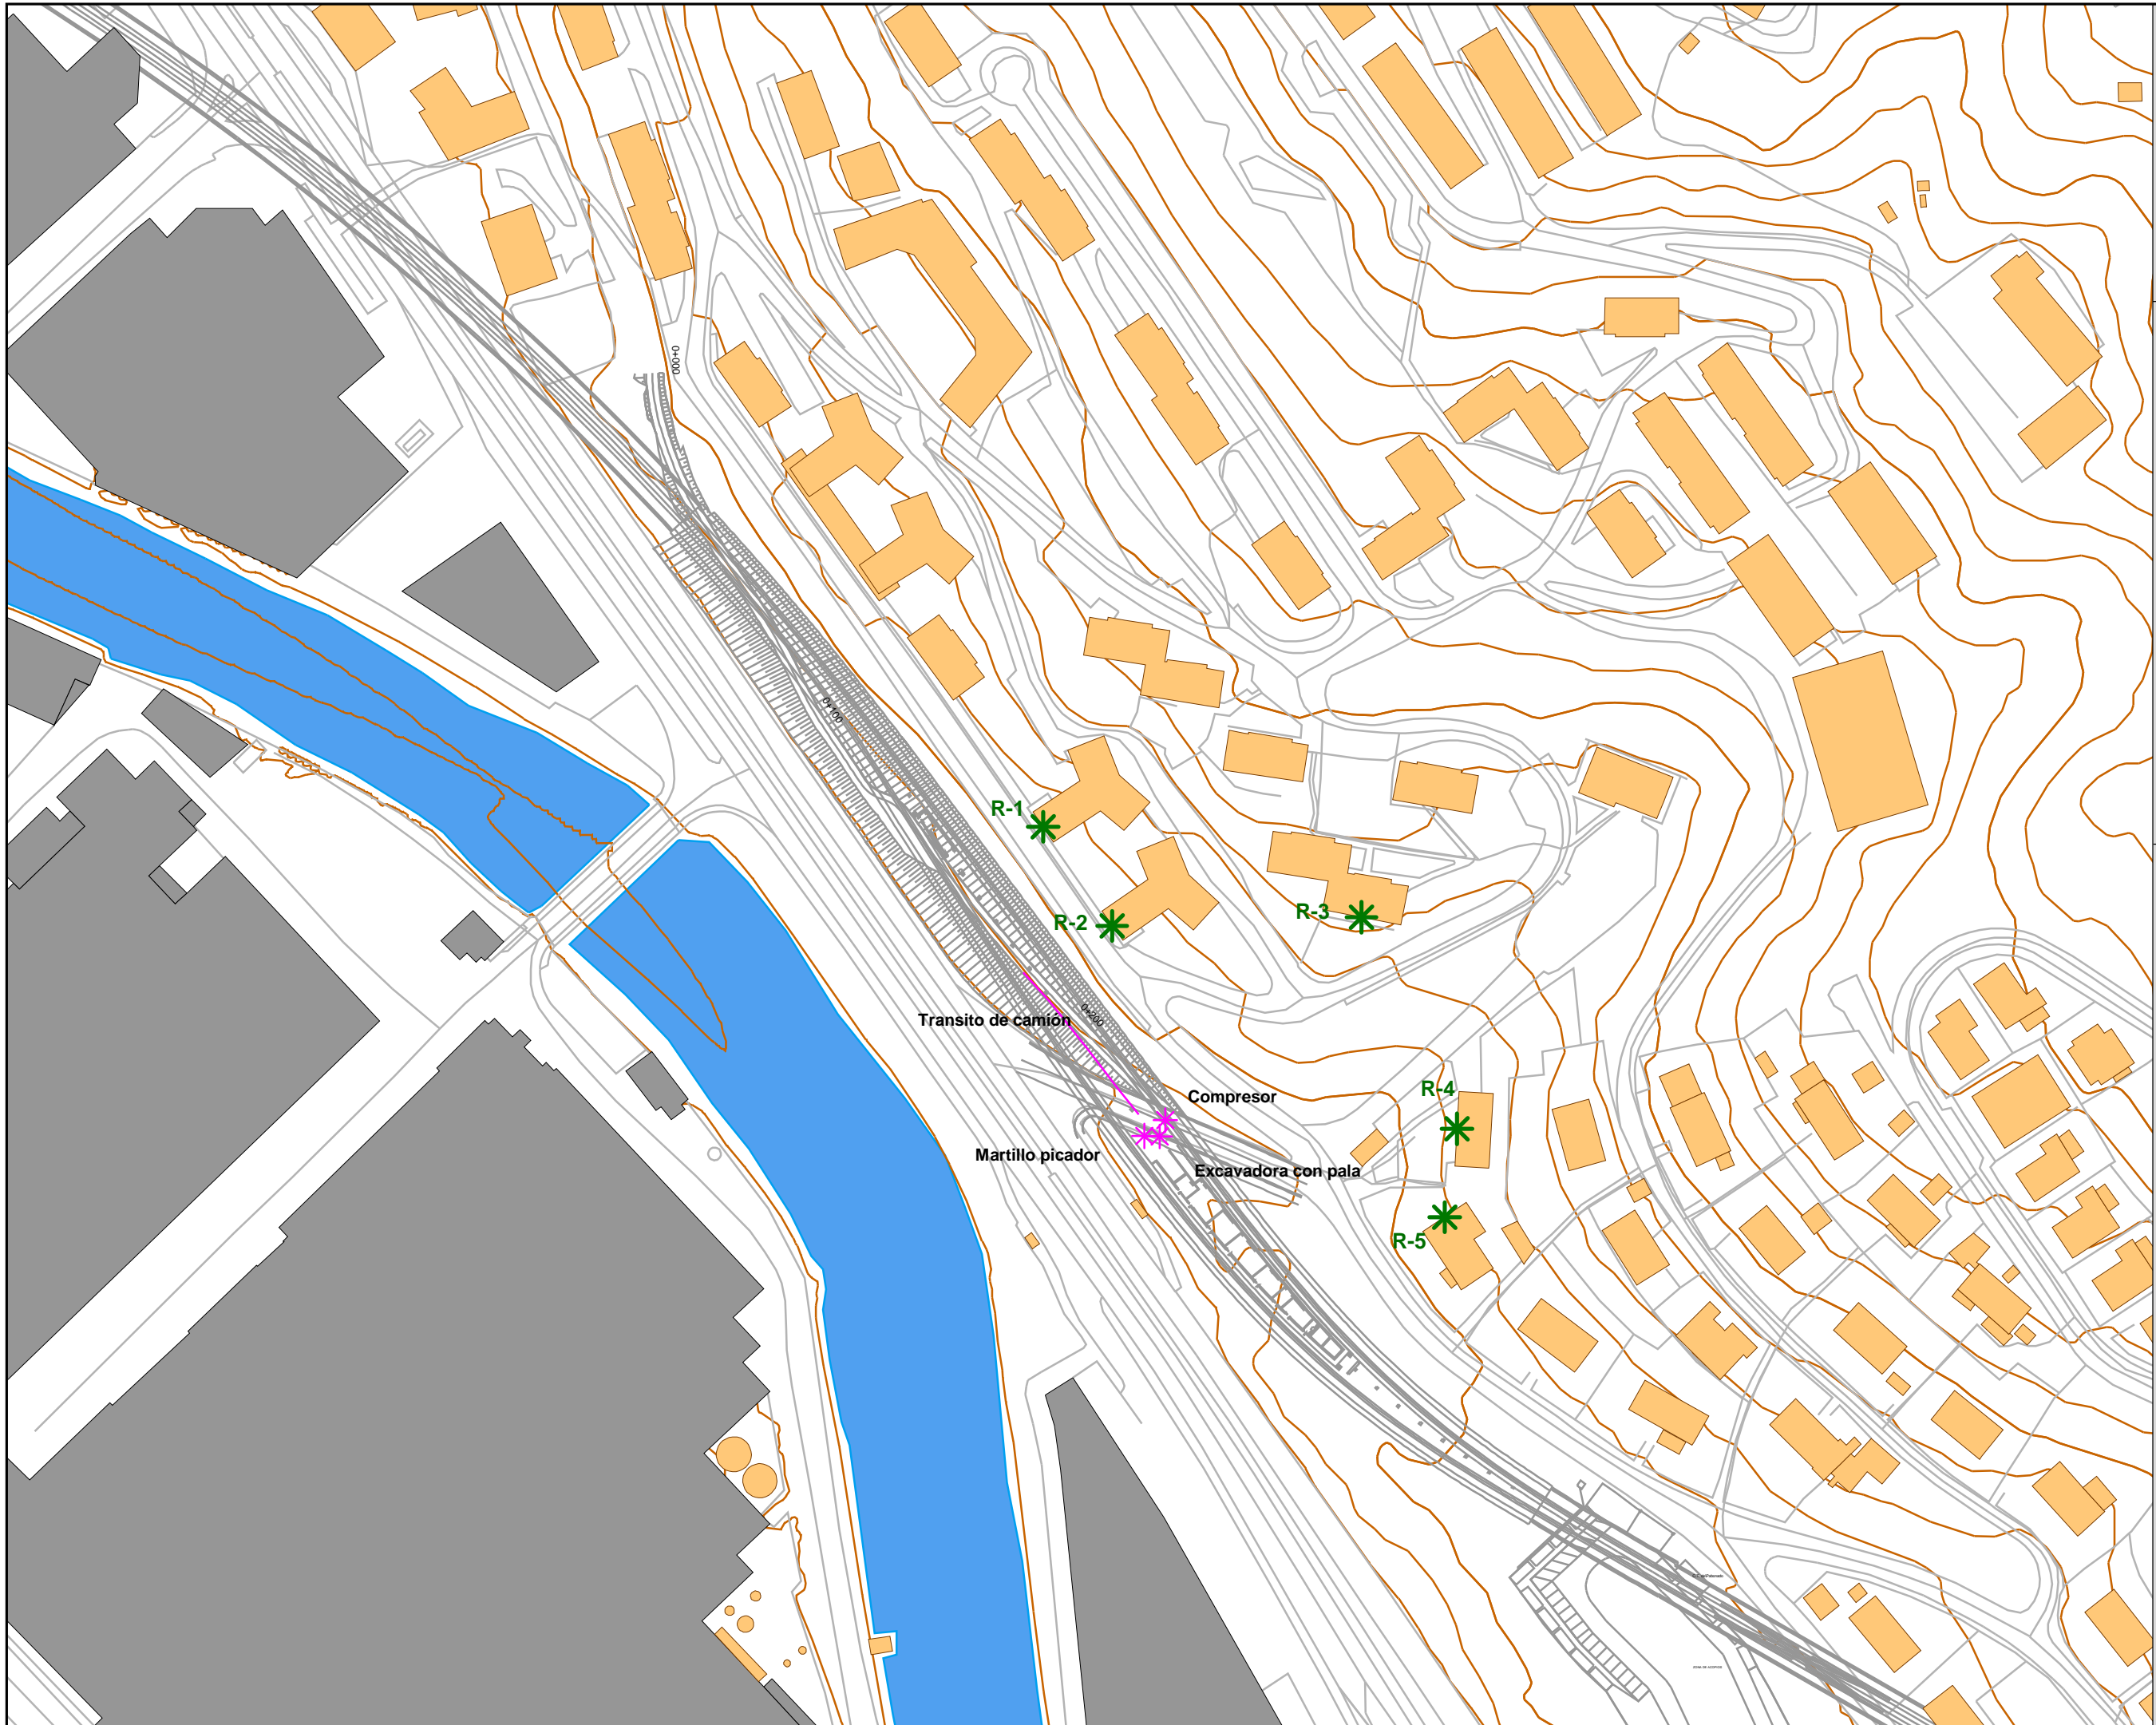 0+000
0+100
R-1
R-2
R-3
0+200
Transito de camión
R-4
Compresor
Martillo picador
Excavadora con pala
R-5